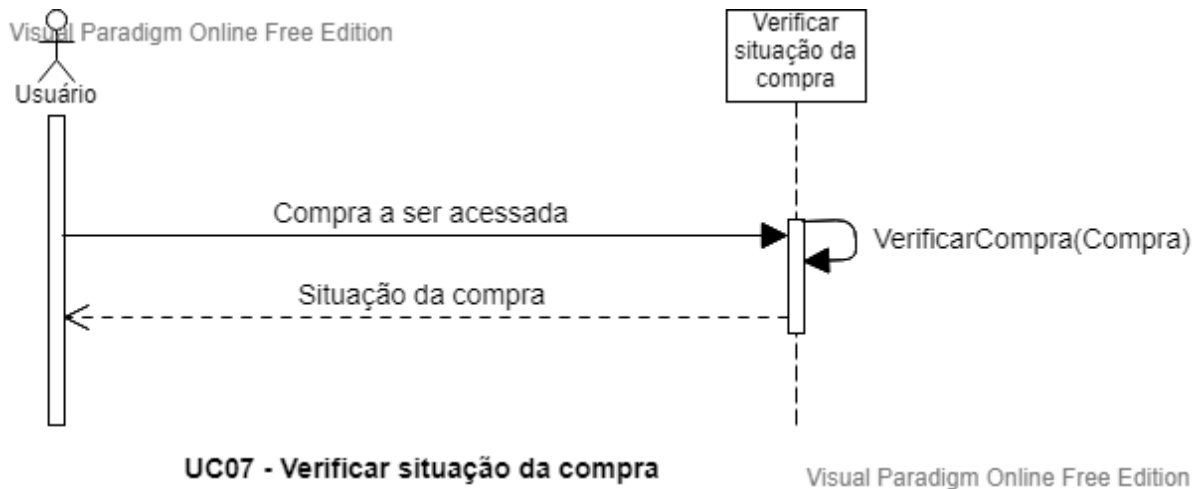 Visual Paradigm Online Free Edition
Usuário
Verificar
situação da
compra
Compra a ser acessada
VerificarCompra(Compra)
Situação da compra
UC07 - Verificar situação da compra
Visual Paradigm Online Free Edition